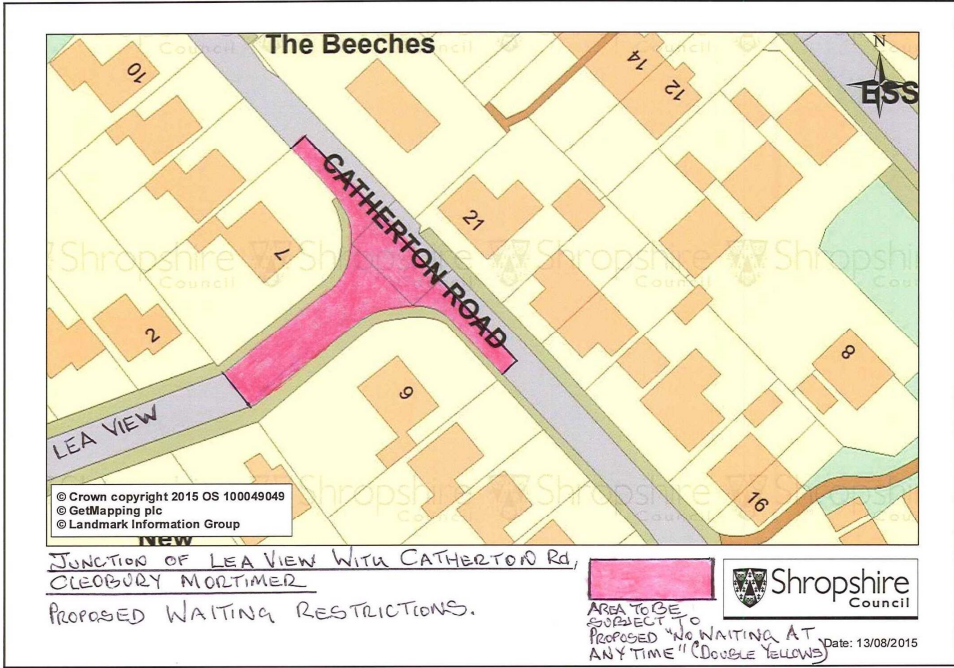 The Beeches
N
ESS
10
14
12
CATHERTON ROAD
21
7
2
9
8
16
LEA VIEW
© Crown copyright 2015 OS 100049049
© GetMapping plc
© Landmark Information Group
New
JUNCTION OF LEA VIEW WITH CATHERTON Rd,
CLEOBURY MORTIMER
PROPOSED WAITING RESTRICTIONS.
AREA TO BE
SUBJECT TO
PROPOSED "NO WAITING AT
ANY TIME" (DOUBLE YELLOWS)
Shropshire
Council
Date: 13/08/2015